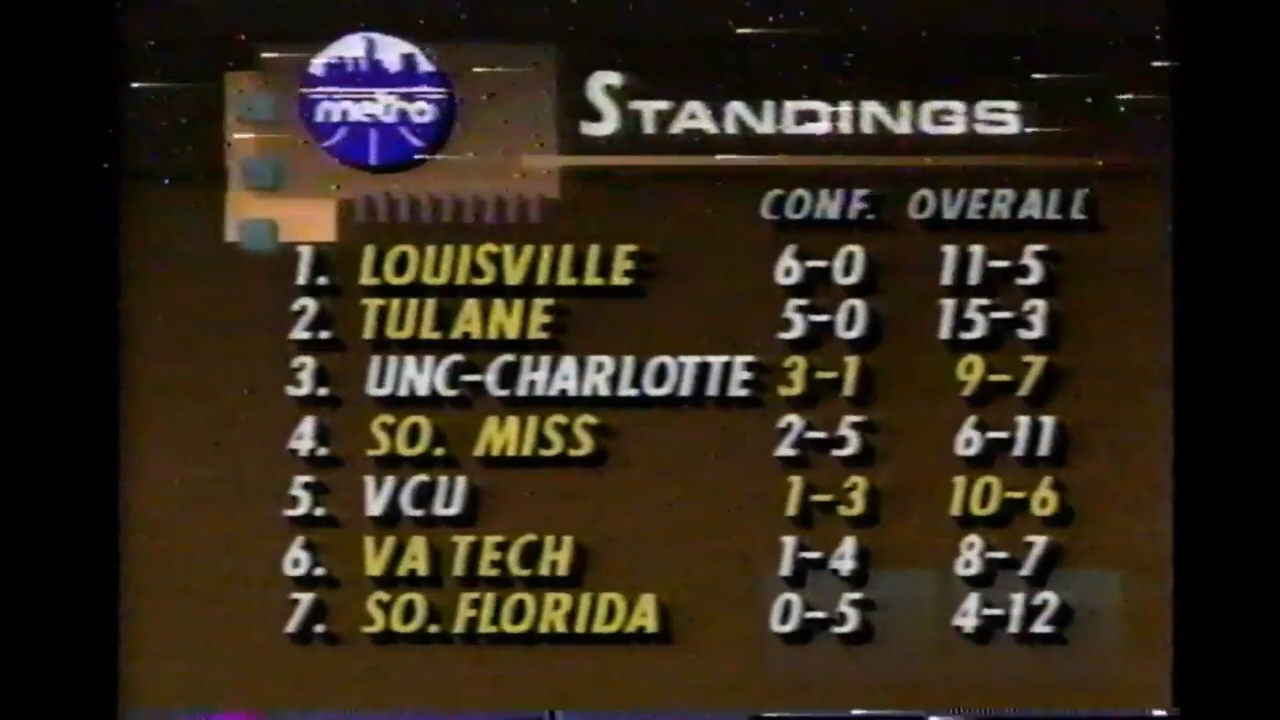 metro
STANDINGS
CONF. OVERALL
1. LOUISVILLE 6-0 11-5
2. TULANE 5-0 15-3
3. UNC-CHARLOTTE 3-1 9-7
4. SO. MISS 2-5 6-11
5. VCU 1-3 10-6
6. VA TECH 1-4 8-7
7. SO. FLORIDA 0-5 4-12